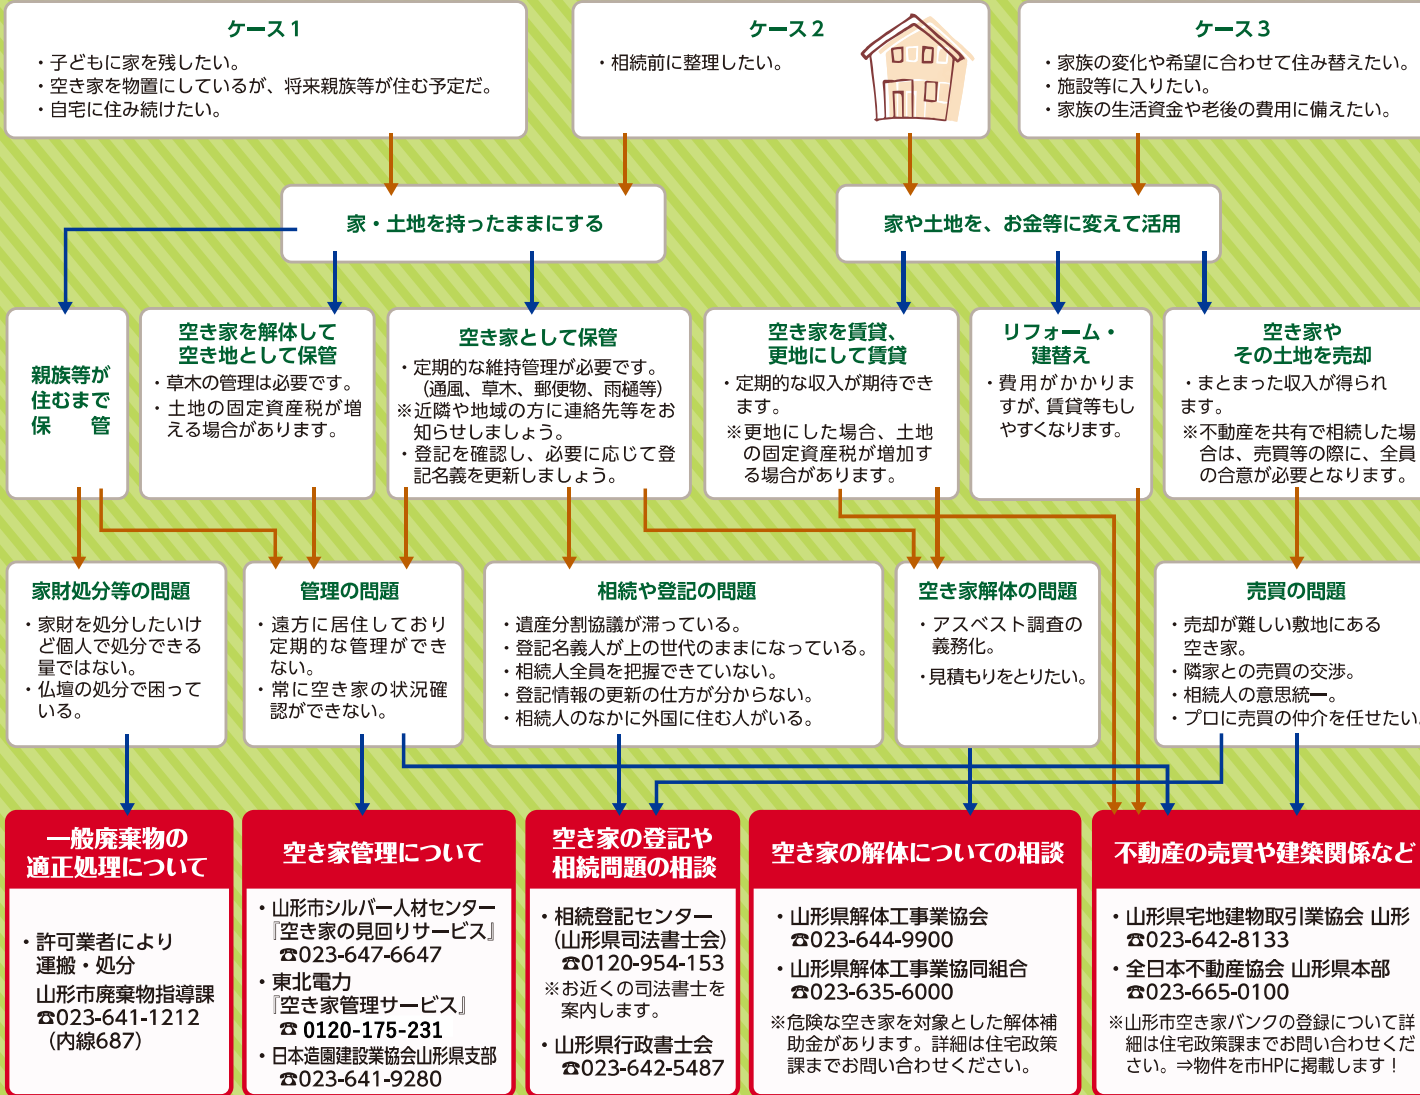 ケース1
・子どもに家を残したい。
・空き家を物置にしているが、将来親族等が住む予定だ。
・自宅に住み続けたい。
ケース2
・相続前に整理したい。
ケース3
・家族の変化や希望に合わせて住み替えたい。
・施設等に入りたい。
・家族の生活資金や老後の費用に備えたい。
家・土地を持ったままにする
家や土地を、お金等に変えて活用
親族等が
住むまで
保　管
空き家を解体して
空き地として保管
・草木の管理は必要です。
・土地の固定資産税が増
える場合があります。
空き家として保管
・定期的な維持管理が必要です。
（通風、草木、郵便物、雨樋等）
※近隣や地域の方に連絡先等をお
知らせしましょう。
・登記を確認し、必要に応じて登
記名義を更新しましょう。
空き家を賃貸、
更地にして賃貸
・定期的な収入が期待でき
ます。
※更地にした場合、土地
の固定資産税が増加す
る場合があります。
リフォーム・
建替え
・費用がかかりま
すが、賃貸等もし
やすくなります。
空き家や
その土地を売却
・まとまった収入が得られ
ます。
※不動産を共有で相続した場
合は、売買等の際に、全員
の合意が必要となります。
家財処分等の問題
・家財を処分したいけ
ど個人で処分できる
量ではない。
・仏壇の処分で困って
いる。
管理の問題
・遠方に居住しており
定期的な管理ができ
ない。
・常に空き家の状況確
認ができない。
相続や登記の問題
・遺産分割協議が滞っている。
・登記名義人が上の世代のままになっている。
・相続人全員を把握できていない。
・登記情報の更新の仕方が分からない。
・相続人のなかに外国に住む人がいる。
空き家解体の問題
・アスベスト調査の
義務化。
・見積もりをとりたい。
売買の問題
・売却が難しい敷地にある
空き家。
・隣家との売買の交渉。
・相続人の意思統一。
・プロに売買の仲介を任せたい。
一般廃棄物の
適正処理について
・許可業者により
運搬・処分
山形市廃棄物指導課
☎023-641-1212
（内線687）
空き家管理について
・山形市シルバー人材センター
『空き家の見回りサービス』
☎023-647-6647
・東北電力
『空き家管理サービス』
☎0120-175-231
・日本造園建設業協会山形県支部
☎023-641-9280
空き家の登記や
相続問題の相談
・相続登記センター
（山形県司法書士会）
☎0120-954-153
※お近くの司法書士を
案内します。
・山形県行政書士会
☎023-642-5487
空き家の解体についての相談
・山形県解体工事業協会
☎023-644-9900
・山形県解体工事業協同組合
☎023-635-6000
※危険な空き家を対象とした解体補
助金があります。詳細は住宅政策
課までお問い合わせください。
不動産の売買や建築関係など
・山形県宅地建物取引業協会 山形
☎023-642-8133
・全日本不動産協会 山形県本部
☎023-665-0100
※山形市空き家バンクの登録について詳
細は住宅政策課までお問い合わせくだ
さい。⇒物件を市HPに掲載します！